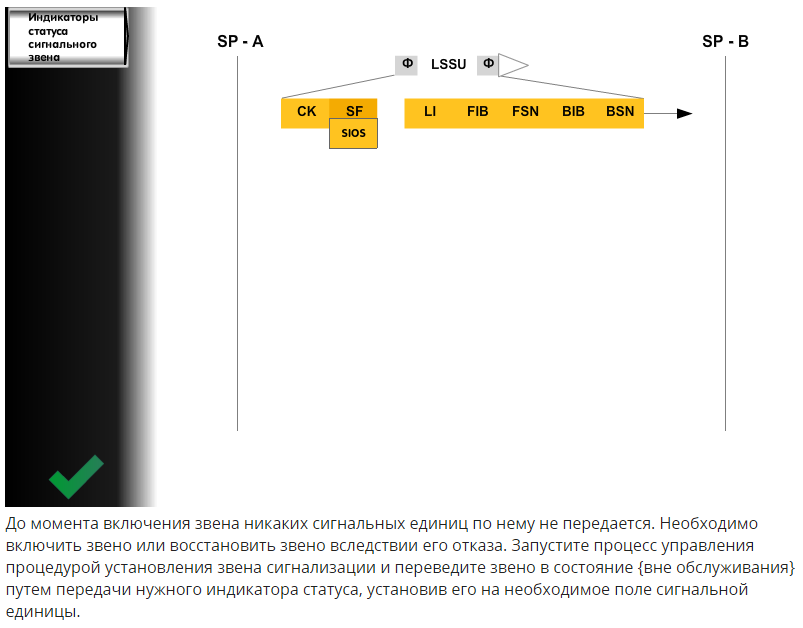 Индикаторы
статуса
сигнального
звена
SP - A
SP - B
Ф LSSU Ф
CK SF LI FIB FSN BIB BSN
SIOS
До момента включения звена никаких сигнальных единиц по нему не передается. Необходимо
включить звено или восстановить звено вследствии его отказа. Запустите процесс управления
процедурой установления звена сигнализации и переведите звено в состояние {вне обслуживания}
путем передачи нужного индикатора статуса, установив его на необходимое поле сигнальной
единицы.